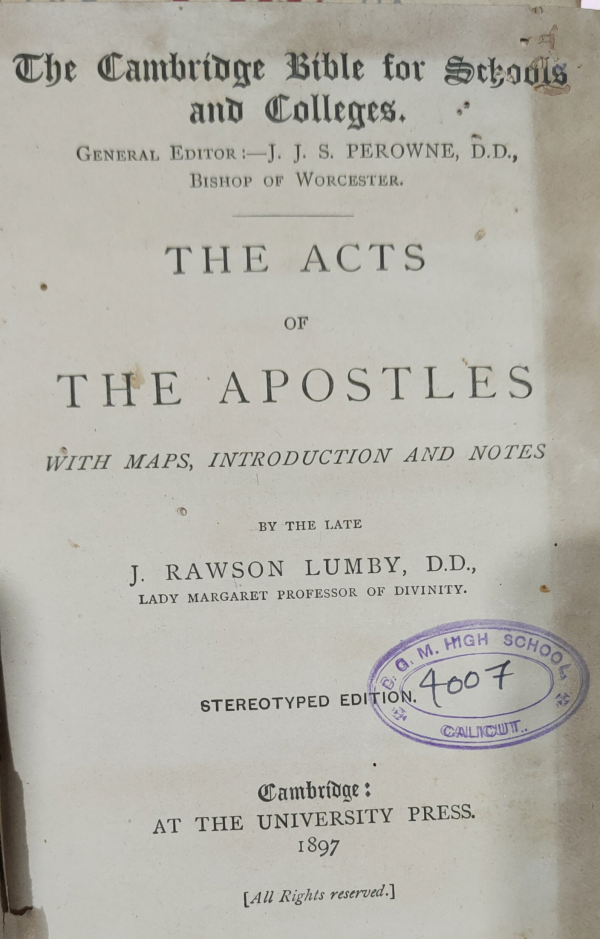 The Cambridge Bible for Schools
and Colleges.
GENERAL EDITOR:—J. J. S. PEROWNE, D.D.,
BISHOP OF WORCESTER.
THE ACTS
OF
THE APOSTLES
WITH MAPS, INTRODUCTION AND NOTES
BY THE LATE
J. RAWSON LUMBY, D.D.,
LADY MARGARET PROFESSOR OF DIVINITY.
G. M. HIGH SCHOOL,
4007
CALICUT.
STEREOTYPED EDITION.
Cambridge:
AT THE UNIVERSITY PRESS.
1897
[All Rights reserved.]